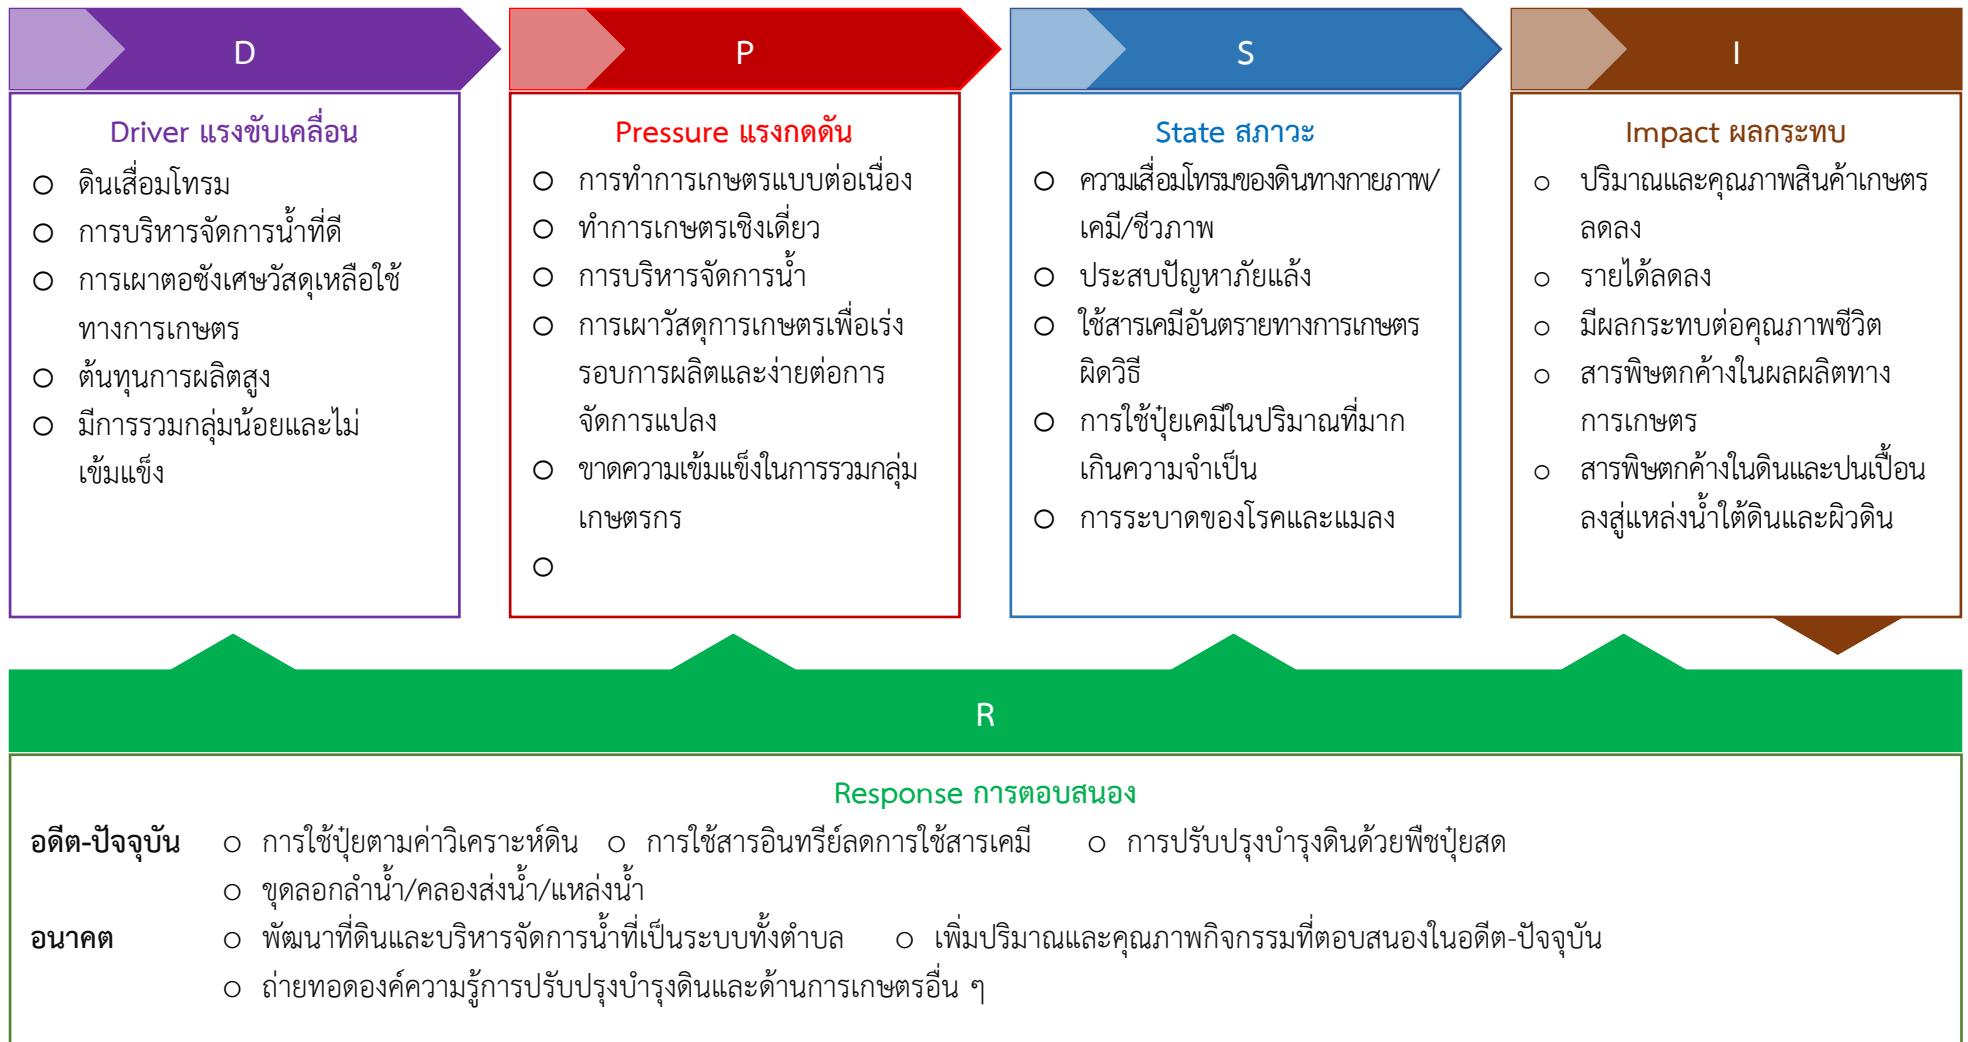 D
Driver แรงขับเคลื่อน
○ ดินเสื่อมโทรม
○ การบริหารจัดการน้ำที่ดี
○ การเผาตอซังเศษวัสดุเหลือใช้
ทางการเกษตร
○ ต้นทุนการผลิตสูง
○ มีการรวมกลุ่มน้อยและไม่
เข้มแข็ง
P
Pressure แรงกดดัน
○ การทำการเกษตรแบบต่อเนื่อง
○ ทำการเกษตรเชิงเดี่ยว
○ การบริหารจัดการน้ำ
○ การเผาวัสดุการเกษตรเพื่อเร่ง
รอบการผลิตและง่ายต่อการ
จัดการแปลง
○ ขาดความเข้มแข็งในการรวมกลุ่ม
เกษตรกร
○
S
State สภาวะ
○ ความเสื่อมโทรมของดินทางกายภาพ/
เคมี/ชีวภาพ
○ ประสบปัญหาภัยแล้ง
○ ใช้สารเคมีอันตรายทางการเกษตร
ผิดวิธี
○ การใช้ปุ๋ยเคมีในปริมาณที่มาก
เกินความจำเป็น
○ การระบาดของโรคและแมลง
I
Impact ผลกระทบ
○ ปริมาณและคุณภาพสินค้าเกษตร
ลดลง
○ รายได้ลดลง
○ มีผลกระทบต่อคุณภาพชีวิต
○ สารพิษตกค้างในผลผลิตทาง
การเกษตร
○ สารพิษตกค้างในดินและปนเปื้อน
ลงสู่แหล่งน้ำใต้ดินและผิวดิน
R
Response การตอบสนอง
อดีต-ปัจจุบัน ○ การใช้ปุ๋ยตามค่าวิเคราะห์ดิน ○ การใช้สารอินทรีย์ลดการใช้สารเคมี ○ การปรับปรุงบำรุงดินด้วยพืชปุ๋ยสด
○ ขุดลอกลำน้ำ/คลองส่งน้ำ/แหล่งน้ำ
อนาคต ○ พัฒนาที่ดินและบริหารจัดการน้ำที่เป็นระบบทั้งตำบล ○ เพิ่มปริมาณและคุณภาพกิจกรรมที่ตอบสนองในอดีต-ปัจจุบัน
○ ถ่ายทอดองค์ความรู้การปรับปรุงบำรุงดินและด้านการเกษตรอื่น ๆ